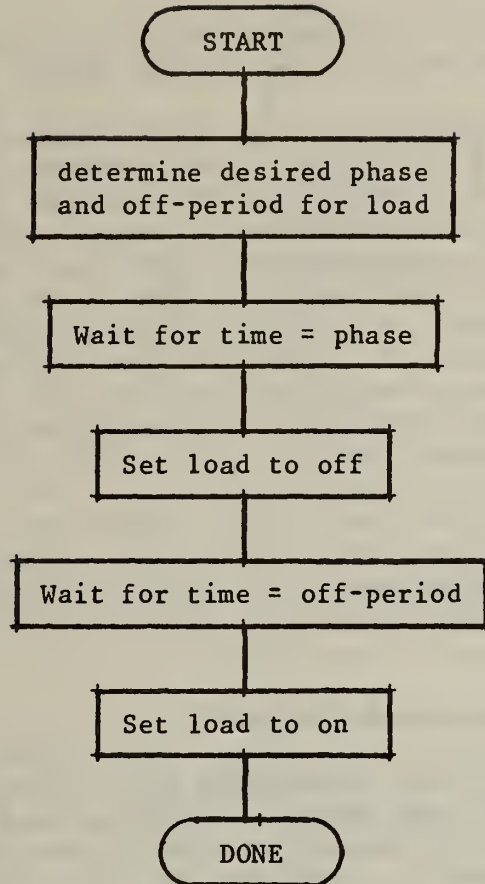 START
determine desired phase
and off-period for load
Wait for time = phase
Set load to off
Wait for time = off-period
Set load to on
DONE